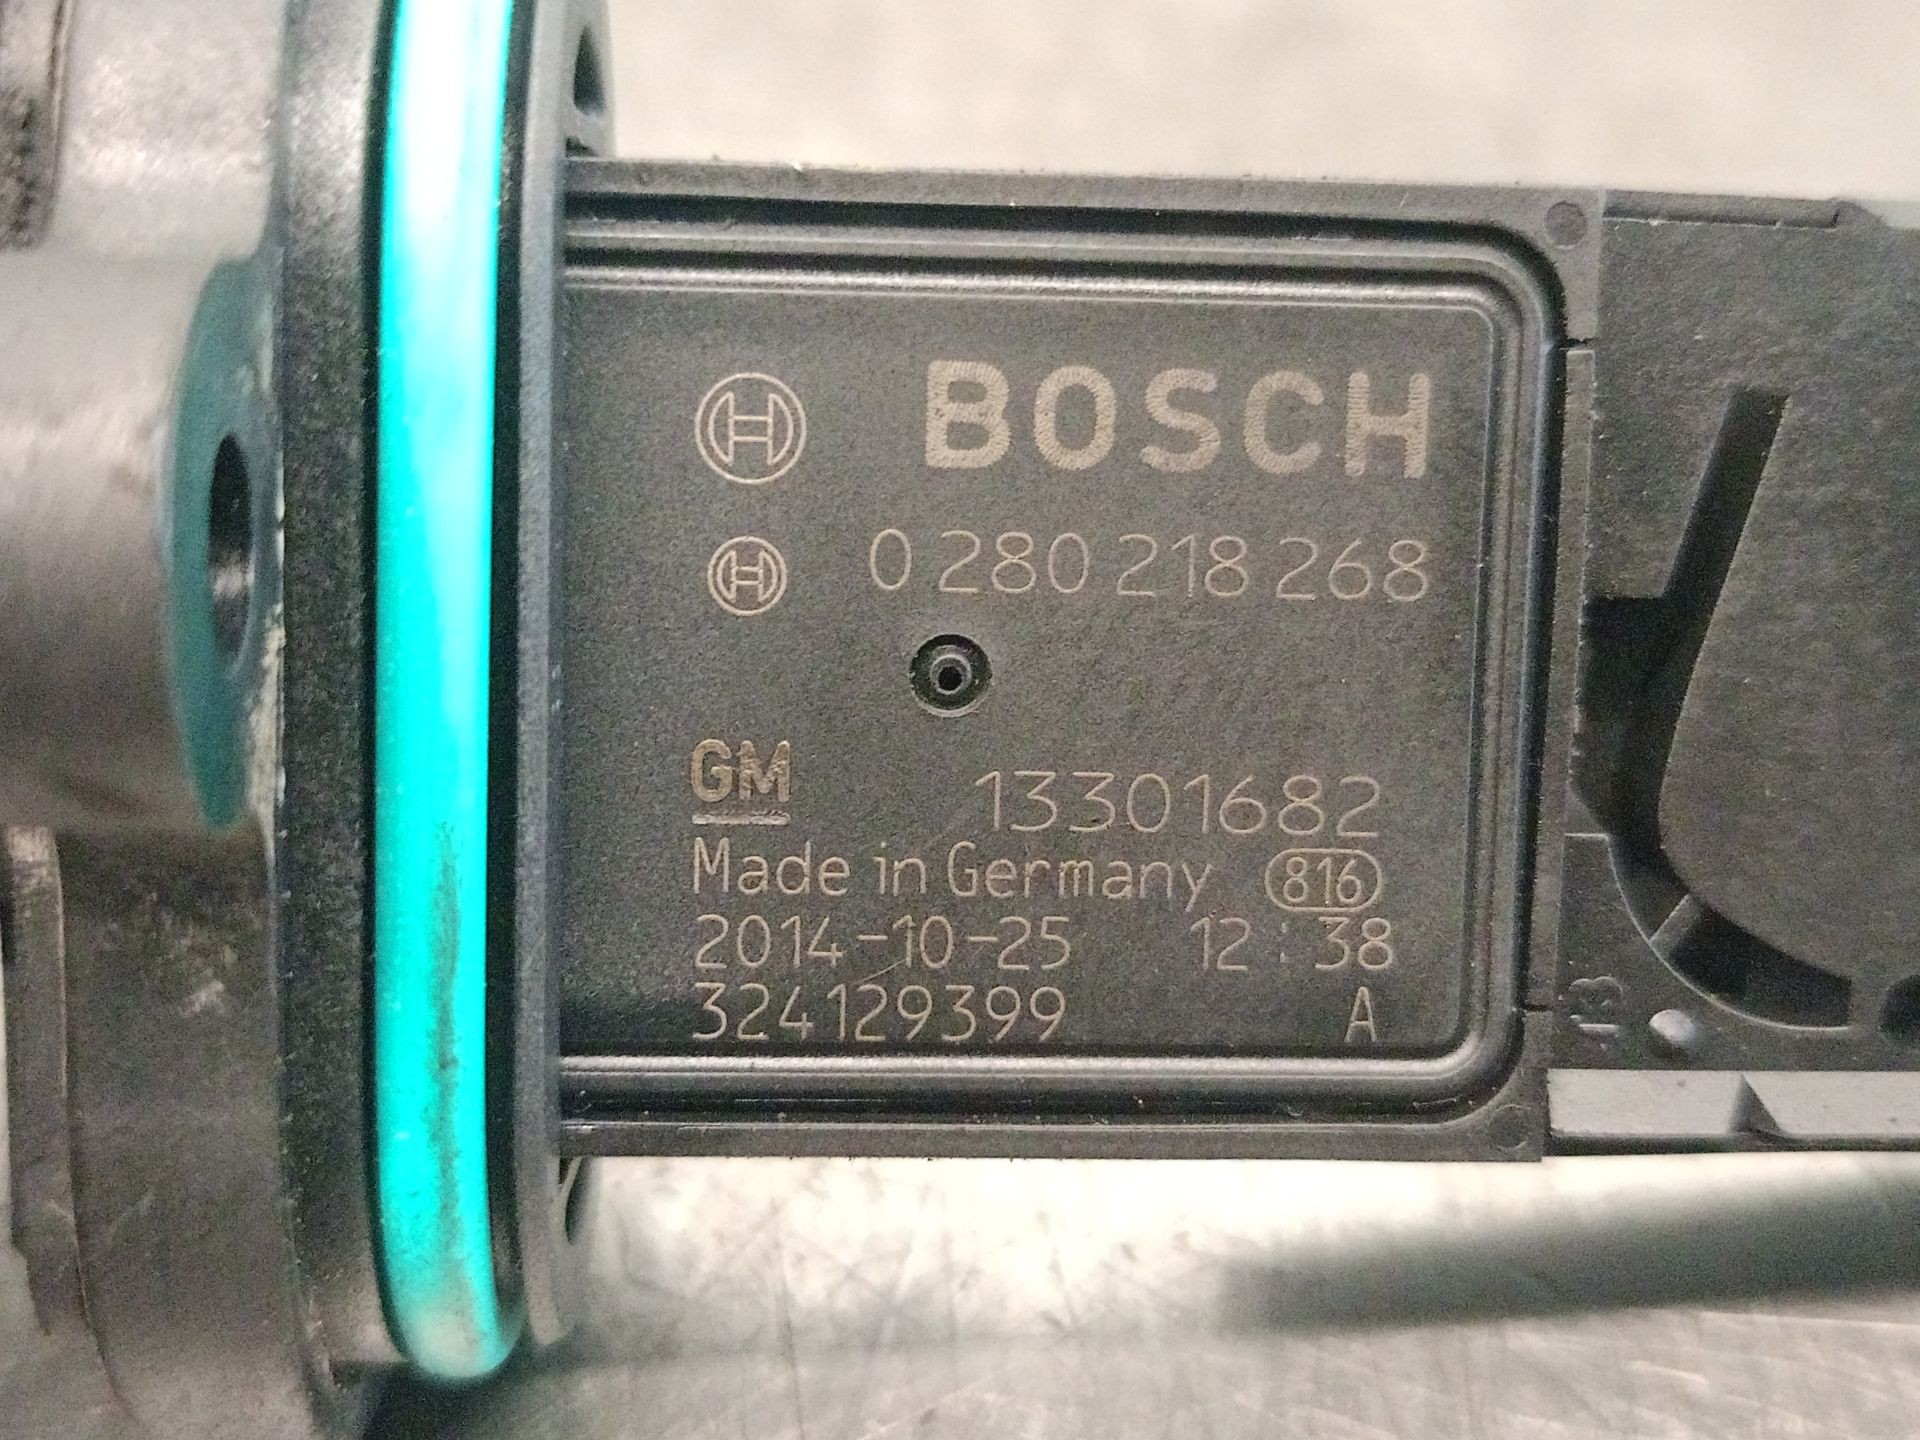 BOSCH
0 280 218 268
GM 13301682
Made in Germany 816
2014-10-25 12:38
324129399 A